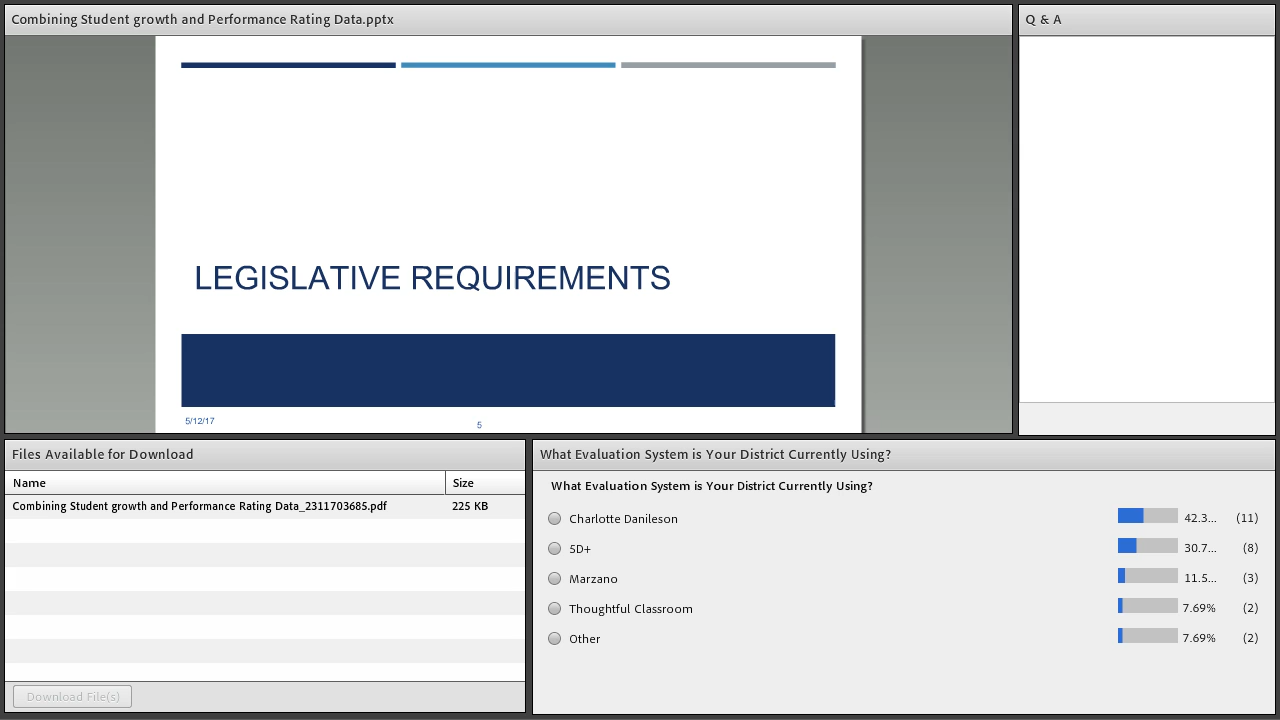 Combining Student growth and Performance Rating Data.pptx
Q & A
LEGISLATIVE REQUIREMENTS
5/12/17
5
Files Available for Download
Name Size
Combining Student growth and Performance Rating Data_2311703685.pdf 225 KB
Download File(s)
What Evaluation System is Your District Currently Using?
What Evaluation System is Your District Currently Using?
Charlotte Danileson 42.3... (11)
5D+ 30.7... (8)
Marzano 11.5... (3)
Thoughtful Classroom 7.69% (2)
Other 7.69% (2)